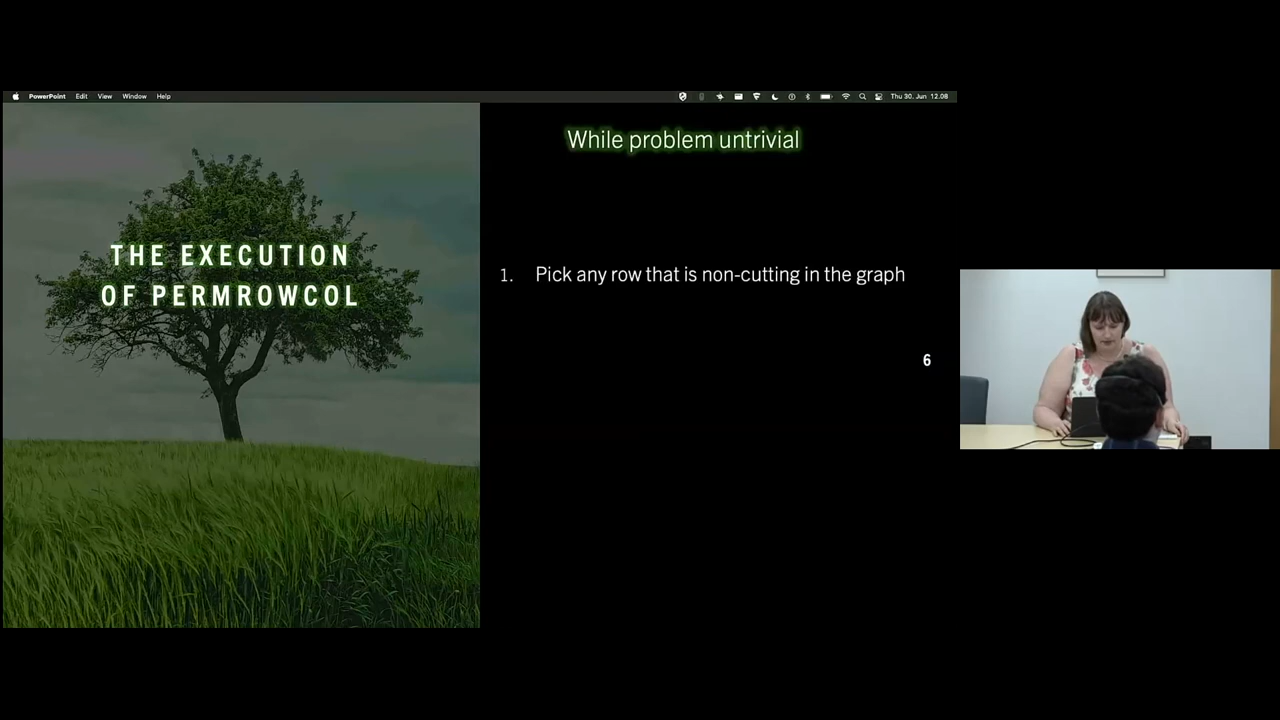 PowerPoint Edit View Window Help Thu 30. Jun 12.08
While problem untrivial
THE EXECUTION
OF PERMROWCOL
1. Pick any row that is non-cutting in the graph
6